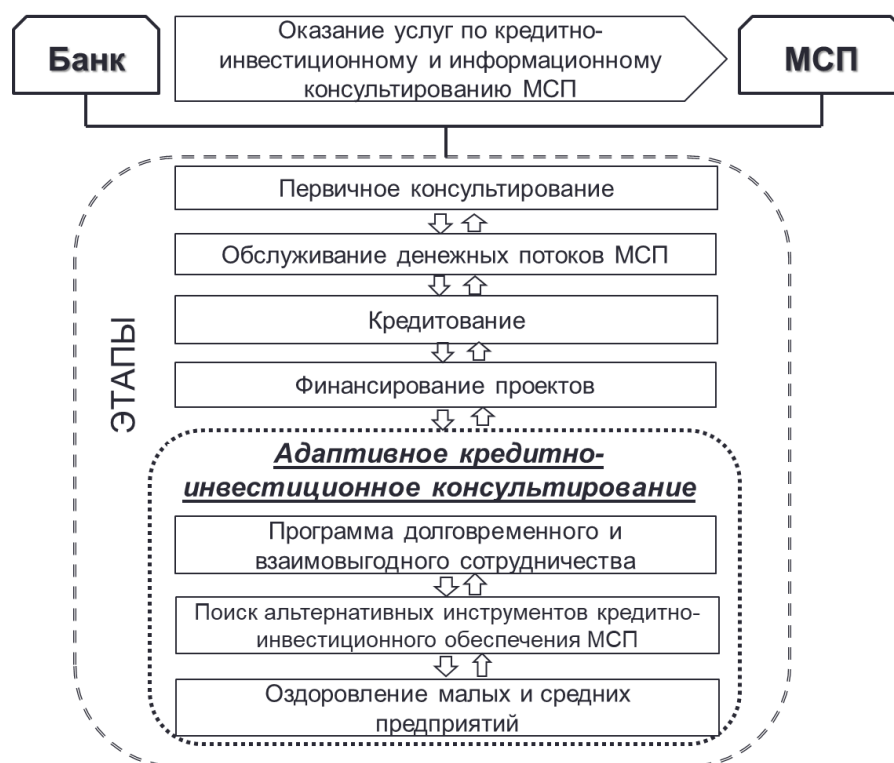 Банк
Оказание услуг по кредитно-
инвестиционному и информационному
консультированию МСП
МСП
ЭТАПЫ
Первичное консультирование
Обслуживание денежных потоков МСП
Кредитование
Финансирование проектов
Адаптивное кредитно-
инвестиционное консультирование
Программа долговременного и
взаимовыгодного сотрудничества
Поиск альтернативных инструментов кредитно-
инвестиционного обеспечения МСП
Оздоровление малых и средних
предприятий